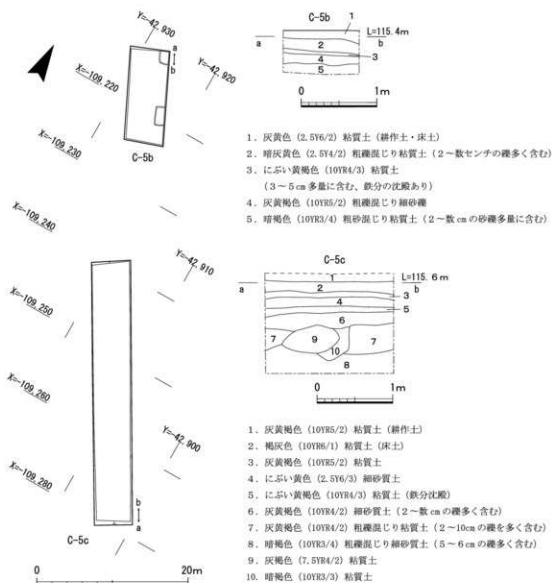 C-5b
1
L=115.4m
a
b
2
3
4
5
0 1m
1. 灰黄色 (2.5Y6/2) 粘質土 (耕作土・床土)
2. 暗灰黄色 (2.5Y4/2) 粗礫混じり粘質土 (2～数センチの礫多く含む)
3. にぶい黄褐色 (10YR4/3) 粘質土
(3～5㎝多量に含む、鉄分の沈殿あり)
4. 灰黄褐色 (10YR5/2) 粗礫混じり細砂礫
5. 暗褐色 (10YR3/4) 粗砂混じり粘質土 (2～数㎝の砂礫多量に含む)
Y=-42,930
a
b
Y=-42,920
X=-109,220
X=-109,230
C-5b
X=-109,240
Y=-42,910
X=-109,250
X=-109,260
Y=-42,900
X=-109,280
b
a
C-5c
0 20m
C-5c
1
L=115.6m
a
b
2
3
4
5
6
7
9
7
10
8
0 1m
1. 灰黄褐色 (10YR5/2) 粘質土 (耕作土)
2. 褐灰色 (10YR6/1) 粘質土 (床土)
3. 灰黄褐色 (10YR5/2) 粘質土
4. にぶい黄色 (2.5Y6/3) 細砂質土
5. にぶい黄褐色 (10YR4/3) 粘質土 (鉄分沈殿)
6. 灰黄褐色 (10YR4/2) 細砂質土 (2～数㎝の礫多く含む)
7. 灰黄褐色 (10YR4/2) 粗礫混じり粘質土 (2～10cmの礫を多く含む)
8. 暗褐色 (10YR3/4) 粗礫混じり細砂質土 (5～6㎝の礫多く含む)
9. 灰褐色 (7.5YR4/2) 粘質土
10. 暗褐色 (10YR3/3) 粘質土